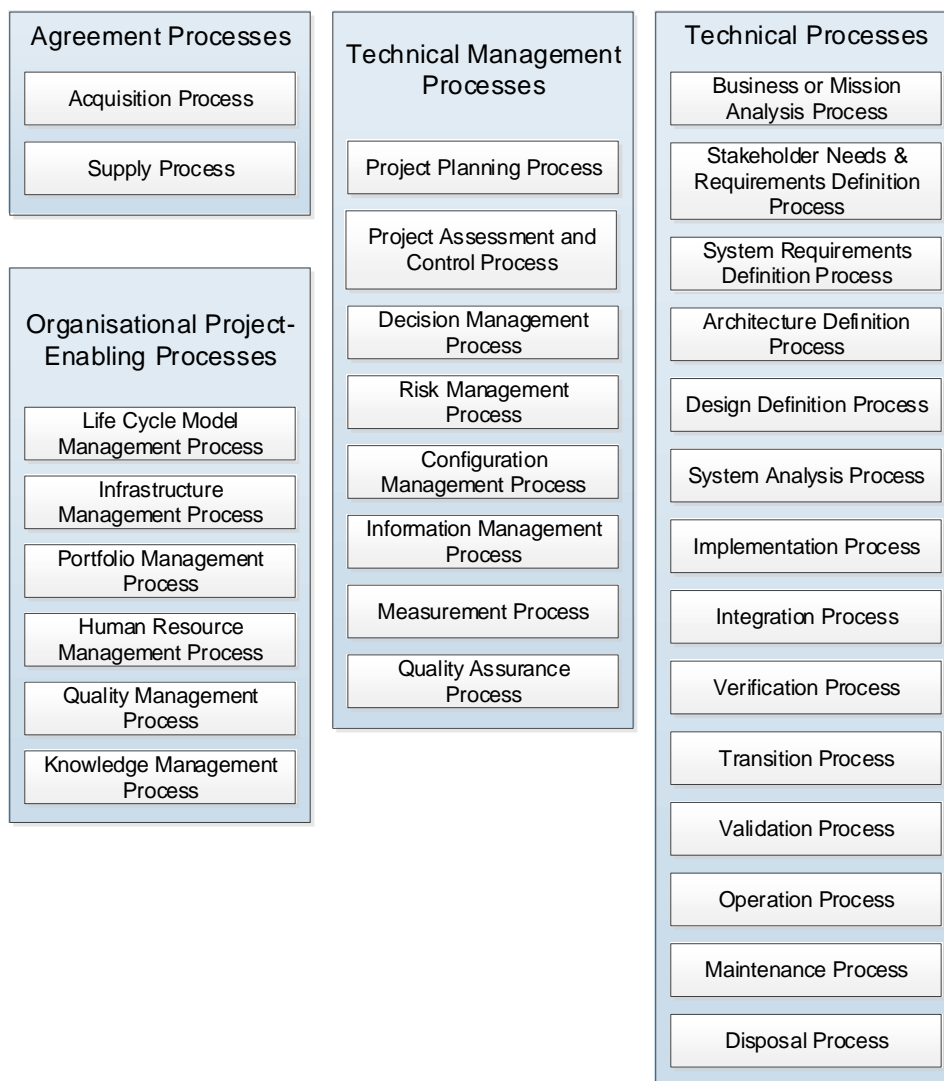 Agreement Processes
Acquisition Process
Supply Process
Organisational Project-
Enabling Processes
Life Cycle Model
Management Process
Infrastructure
Management Process
Portfolio Management
Process
Human Resource
Management Process
Quality Management
Process
Knowledge Management
Process
Technical Management
Processes
Project Planning Process
Project Assessment and
Control Process
Decision Management
Process
Risk Management
Process
Configuration
Management Process
Information Management
Process
Measurement Process
Quality Assurance
Process
Technical Processes
Business or Mission
Analysis Process
Stakeholder Needs &
Requirements Definition
Process
System Requirements
Definition Process
Architecture Definition
Process
Design Definition Process
System Analysis Process
Implementation Process
Integration Process
Verification Process
Transition Process
Validation Process
Operation Process
Maintenance Process
Disposal Process